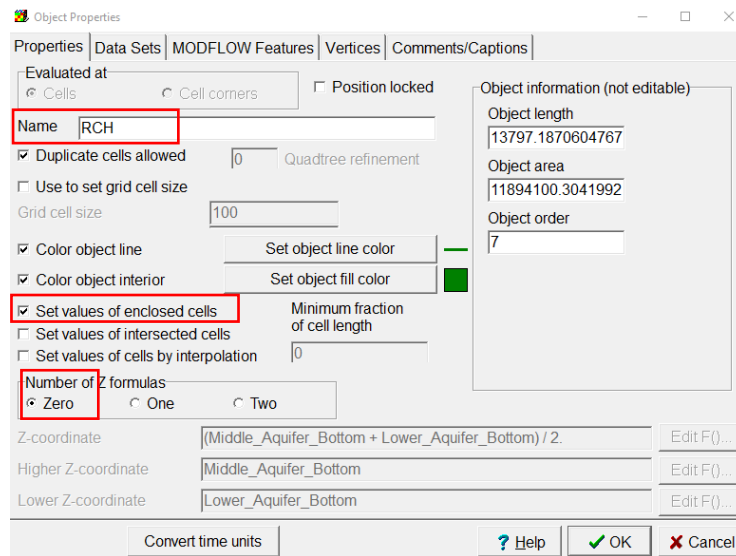 Object Properties
Properties Data Sets MODFLOW Features Vertices Comments/Captions
Evaluated at
Cells Cell corners
Position locked
Name RCH
Duplicate cells allowed 0 Quadtree refinement
Use to set grid cell size
Grid cell size 100
Color object line Set object line color
Color object interior Set object fill color
Set values of enclosed cells
Set values of intersected cells
Set values of cells by interpolation
Minimum fraction
of cell length
0
Number of Z formulas
Zero One Two
Object information (not editable)
Object length
13797.1870604767
Object area
11894100.3041992
Object order
7
Z-coordinate (Middle_Aquifer_Bottom + Lower_Aquifer_Bottom) / 2. Edit F()...
Higher Z-coordinate Middle_Aquifer_Bottom Edit F()...
Lower Z-coordinate Lower_Aquifer_Bottom Edit F()...
Convert time units ? Help OK Cancel